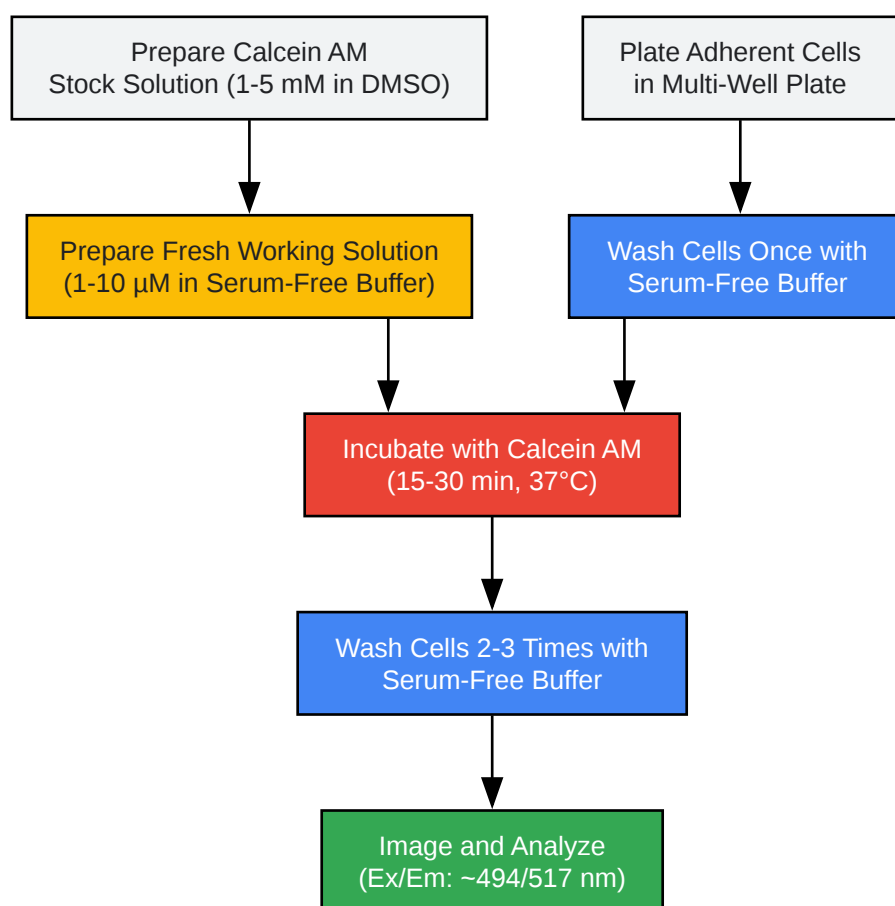 Prepare Calcein AM
Stock Solution (1-5 mM in DMSO)
Plate Adherent Cells
in Multi-Well Plate
Prepare Fresh Working Solution
(1-10 µM in Serum-Free Buffer)
Wash Cells Once with
Serum-Free Buffer
Incubate with Calcein AM
(15-30 min, 37°C)
Wash Cells 2-3 Times with
Serum-Free Buffer
Image and Analyze
(Ex/Em: ~494/517 nm)